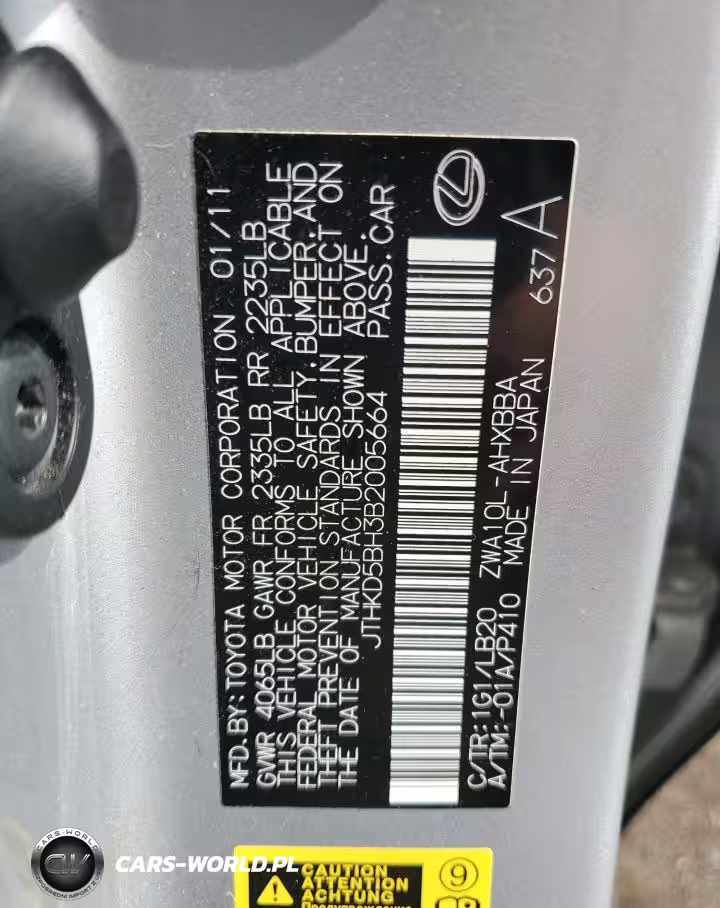 MFD.BY:TOYOTA MOTOR CORPORATION 01/11
GVWR 4065LB GAWR FR 2335LB RR 2235LB
THIS VEHICLE CONFORMS TO ALL APPLICABLE
FEDERAL MOTOR VEHICLE SAFETY,BUMPER,AND
THEFT PREVENTION STANDARDS IN EFFECT ON
THE DATE OF MANUFACTURE SHOWN ABOVE.
JTHKD5BH3B2005664 PASS.CAR
C/TR:1G1/LB20 ZWA10L-AHXBBA 637 A
A/TM:-01A/P410 MADE IN JAPAN
CAUTION
ATTENTION
ACHTUNG
9
CARS-WORLD
CW
CARS-WORLD.PL